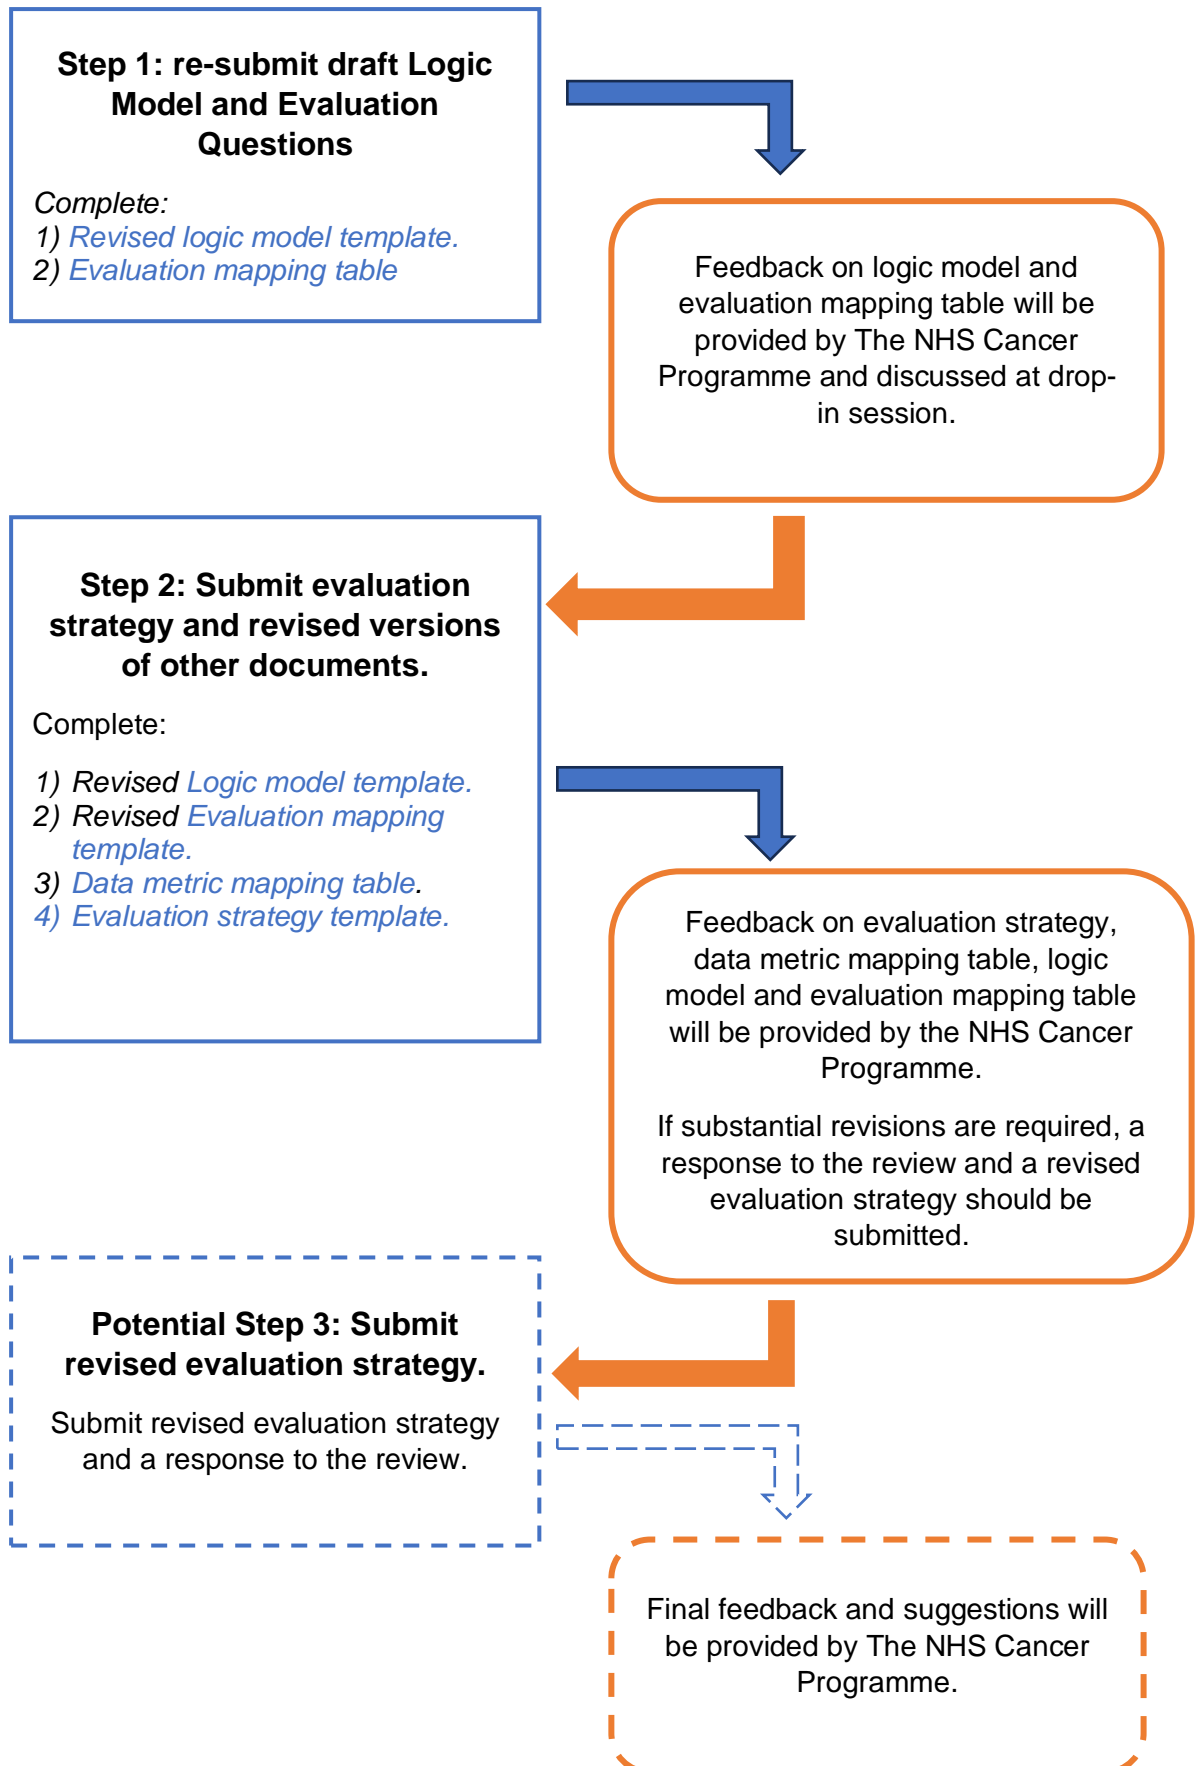 Step 1: re-submit draft Logic
Model and Evaluation
Questions
Complete:
1) Revised logic model template.
2) Evaluation mapping table
Feedback on logic model and
evaluation mapping table will be
provided by The NHS Cancer
Programme and discussed at drop-
in session.
Step 2: Submit evaluation
strategy and revised versions
of other documents.
Complete:
1) Revised Logic model template.
2) Revised Evaluation mapping
template.
3) Data metric mapping table.
4) Evaluation strategy template.
Feedback on evaluation strategy,
data metric mapping table, logic
model and evaluation mapping table
will be provided by the NHS Cancer
Programme.
If substantial revisions are required, a
response to the review and a revised
evaluation strategy should be
submitted.
Potential Step 3: Submit
revised evaluation strategy.
Submit revised evaluation strategy
and a response to the review.
Final feedback and suggestions will
be provided by The NHS Cancer
Programme.